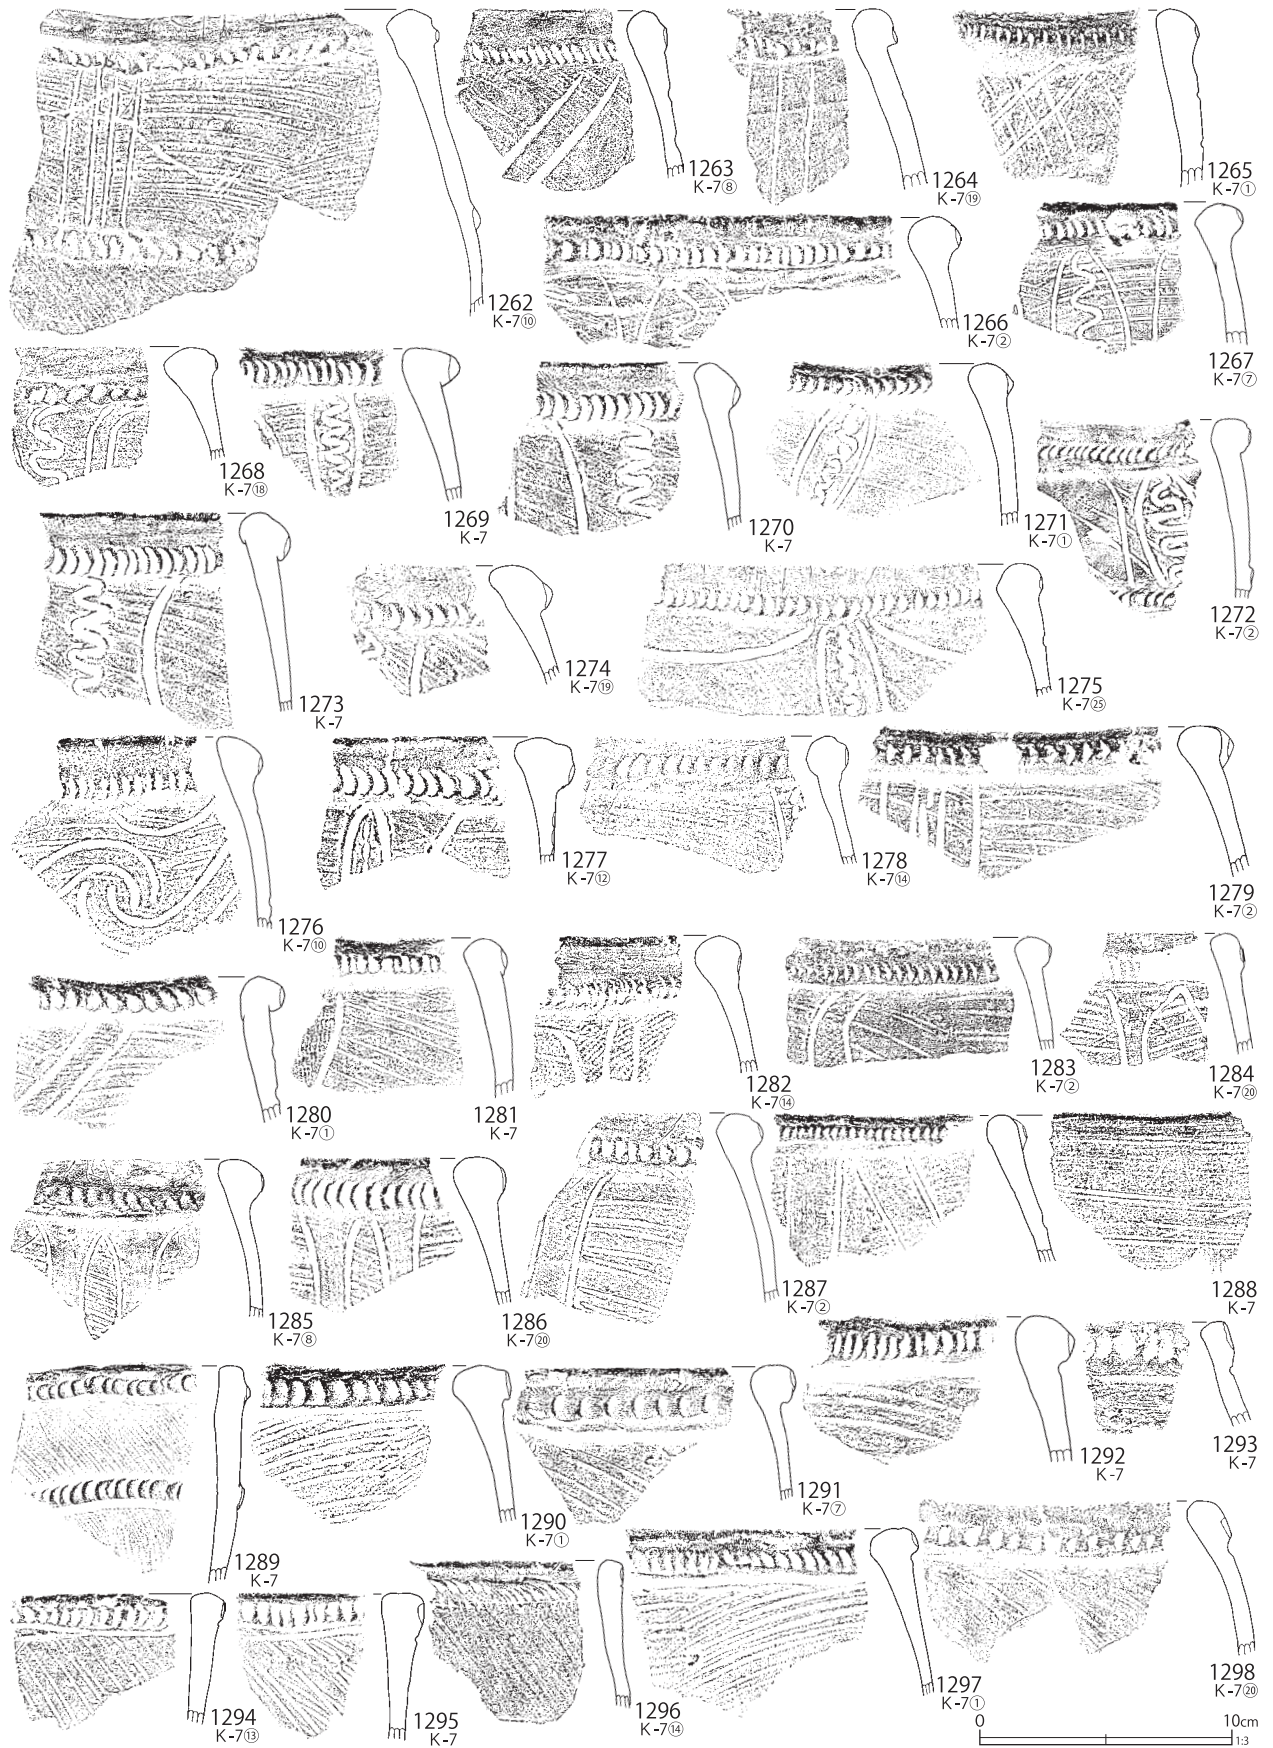 1262
K-7⑩
1263
K-7⑧
1264
K-7⑲
1265
K-7①
1266
K-7②
1267
K-7⑦
1268
K-7⑱
1269
K-7
1270
K-7
1271
K-7①
1272
K-7②
1273
K-7
1274
K-7⑲
1275
K-7㉕
1276
K-7⑩
1277
K-7⑫
1278
K-7⑭
1279
K-7②
1280
K-7①
1281
K-7
1282
K-7⑭
1283
K-7②
1284
K-7⑳
1285
K-7⑧
1286
K-7⑳
1287
K-7②
1288
K-7
1289
K-7
1290
K-7①
1291
K-7⑦
1292
K-7
1293
K-7
1294
K-7⑬
1295
K-7
1296
K-7⑭
1297
K-7①
1298
K-7⑳
0 10cm
1:3